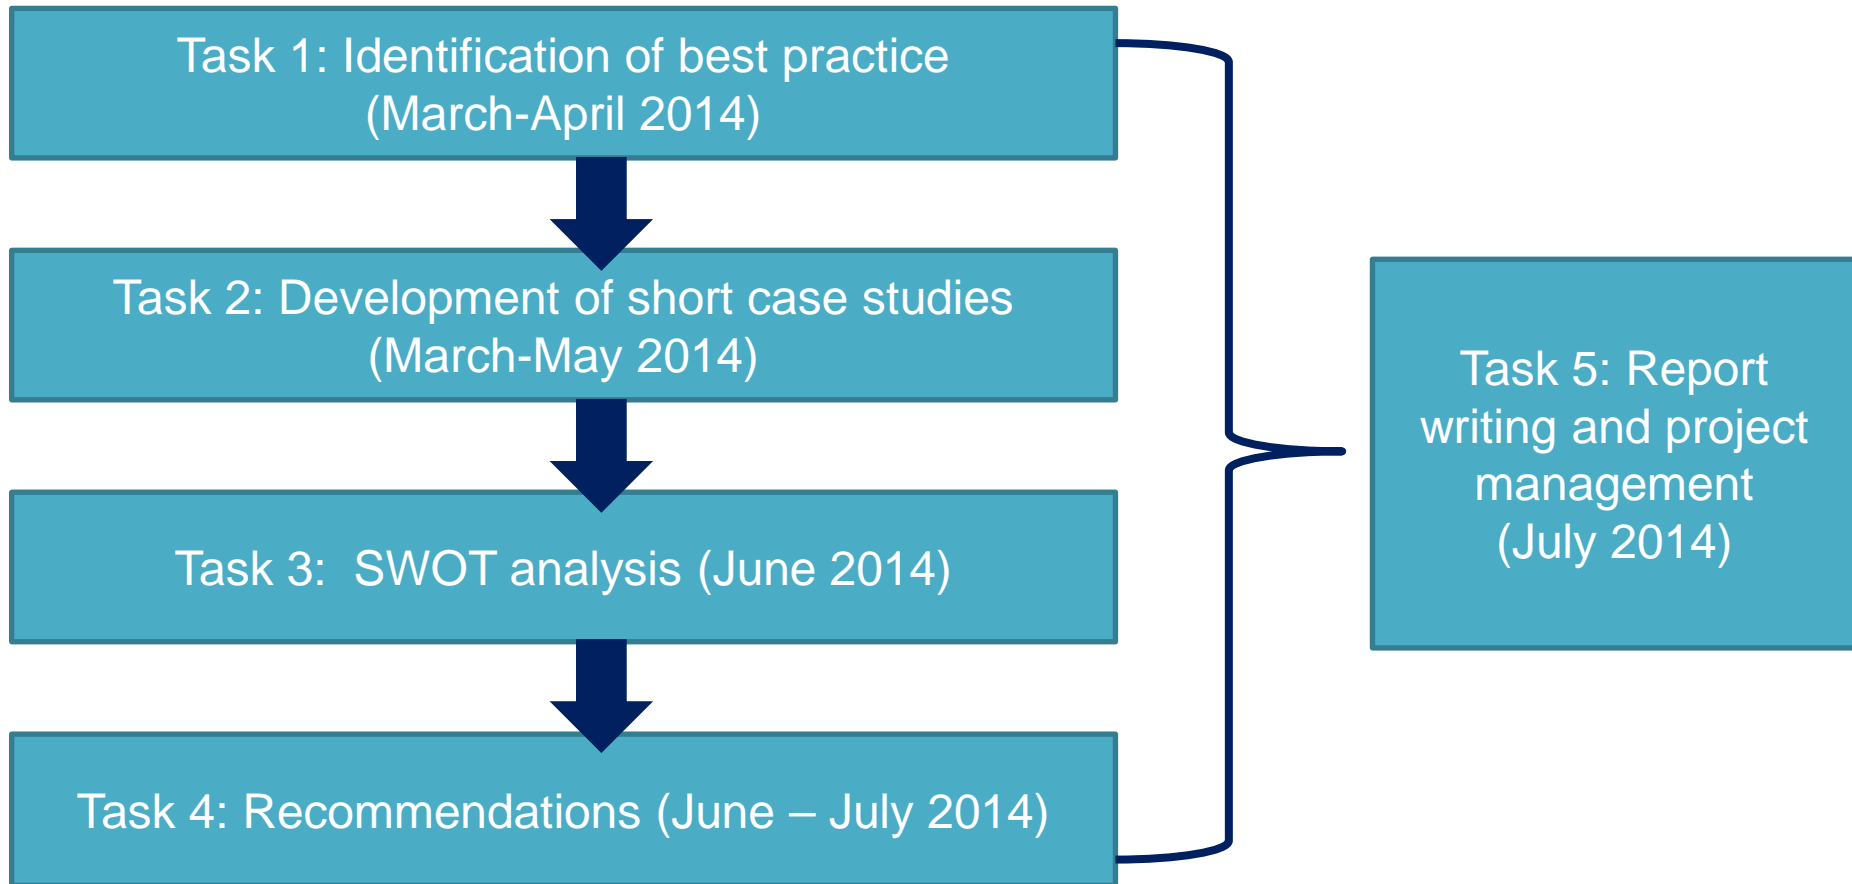 Task 1: Identification of best practice
(March-April 2014)
Task 2: Development of short case studies
(March-May 2014)
Task 3:  SWOT analysis (June 2014)
Task 4: Recommendations (June – July 2014)
Task 5: Report
writing and project
management
(July 2014)